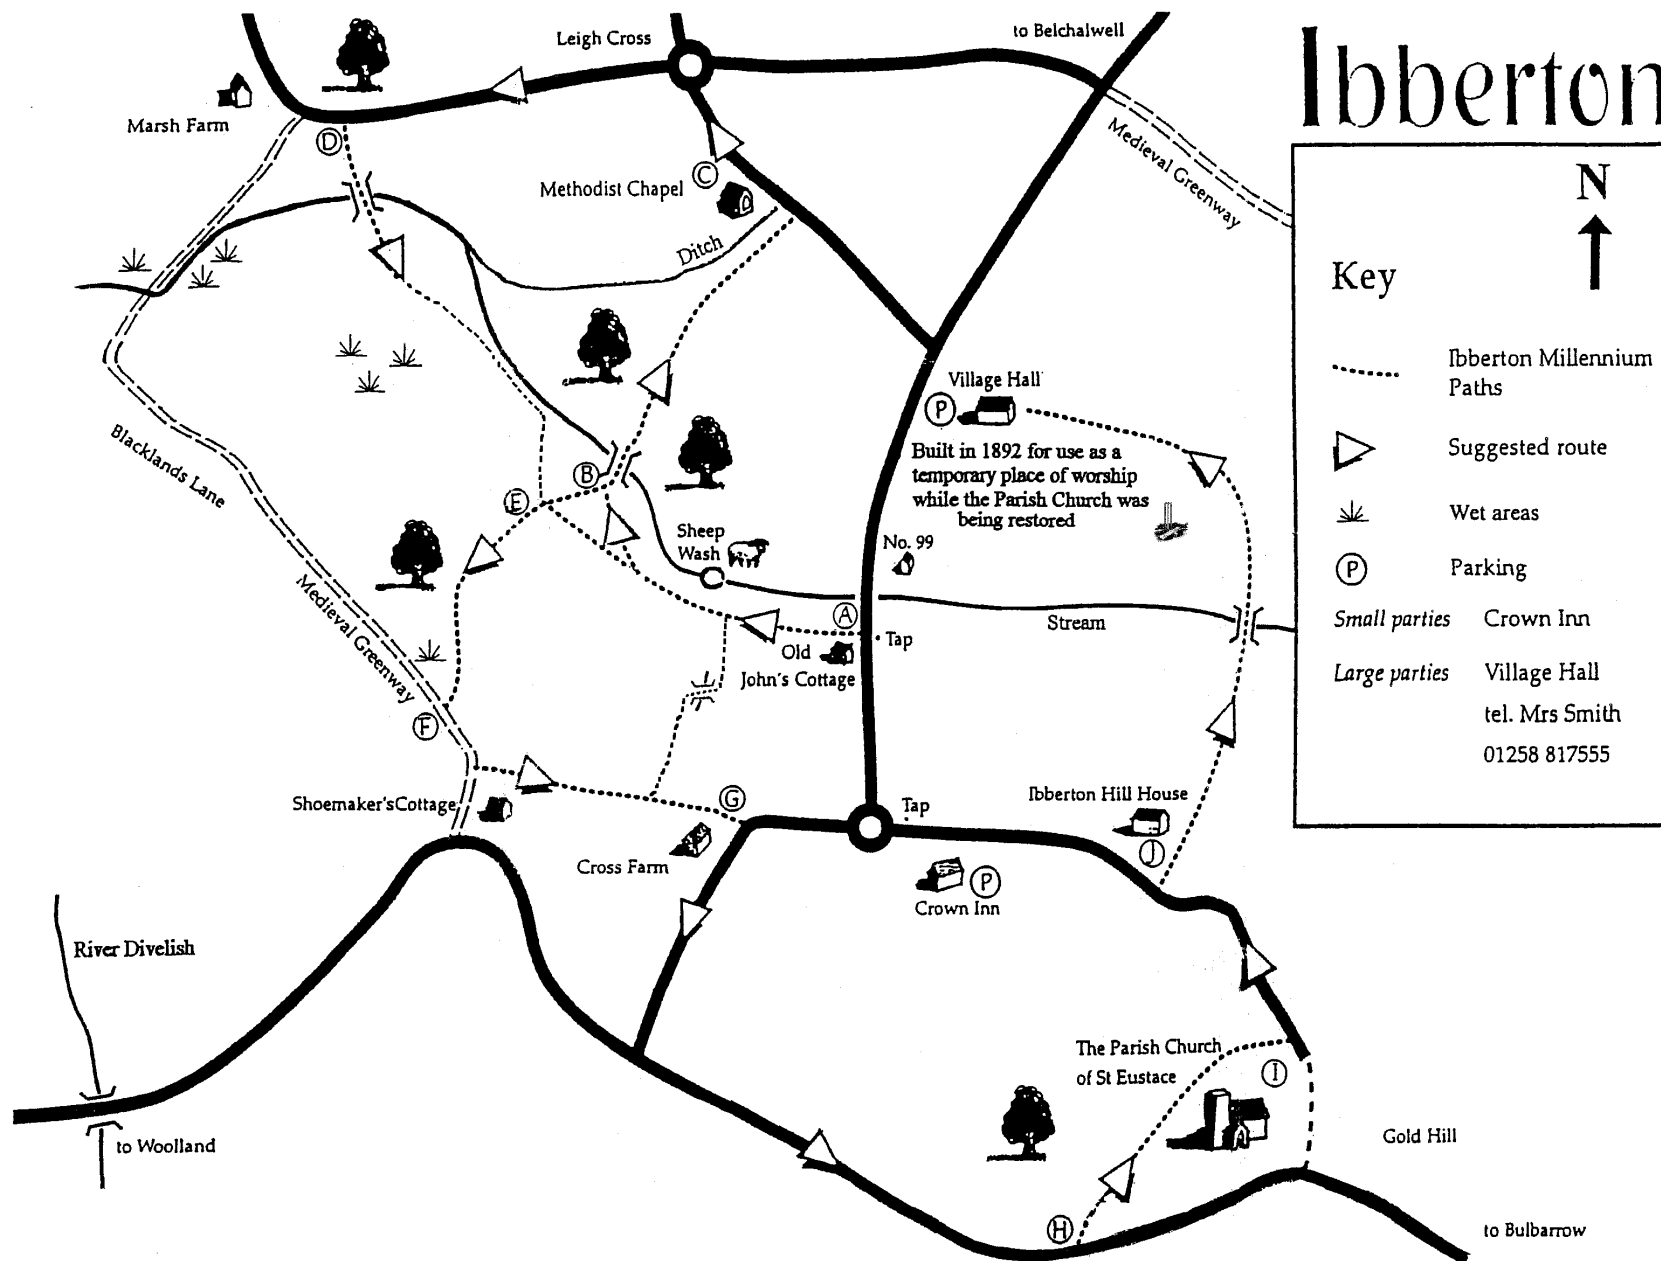 Ibberton
Leigh Cross
to Belchalwell
Marsh Farm
D
Medieval Greenway
Methodist Chapel
C
Ditch
N
Key
Ibberton Millennium
Paths
Suggested route
Wet areas
P
Parking
Small parties
Crown Inn
Large parties
Village Hall
tel. Mrs Smith
01258 817555
Village Hall
P
Built in 1892 for use as a
temporary place of worship
while the Parish Church was
being restored
Blacklands Lane
B
E
Sheep
Wash
No. 99
A
Stream
Tap
Old
John's Cottage
Medieval Greenway
F
Shoemaker's Cottage
G
Tap
Ibberton Hill House
J
Cross Farm
P
Crown Inn
River Divelish
The Parish Church
of St Eustace
I
Gold Hill
to Woolland
H
to Bulbarrow